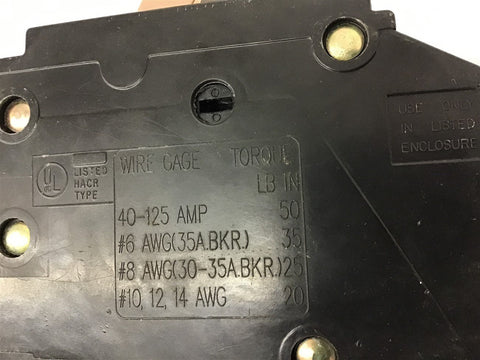 UL
LISTED
HACR
TYPE
WIRE GAGE TORQUE
LB IN
40-125 AMP 50
#6 AWG(35A.BKR.) 35
#8 AWG(30-35A.BKR.) 25
#10, 12, 14 AWG 20
USE ONLY
IN LISTED
ENCLOSURE